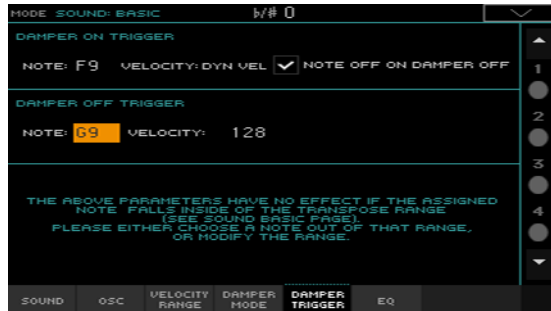 MODE SOUND: BASIC ♭/# 0
DAMPER ON TRIGGER
NOTE: F9 VELOCITY: DYN VEL NOTE OFF ON DAMPER OFF
1
DAMPER OFF TRIGGER
2
NOTE: G9 VELOCITY: 128
3
THE ABOVE PARAMETERS HAVE NO EFFECT IF THE ASSIGNED
NOTE FALLS INSIDE OF THE TRANSPOSE RANGE
(SEE SOUND BASIC PAGE).
4
PLEASE EITHER CHOOSE A NOTE OUT OF THAT RANGE,
OR MODIFY THE RANGE.
SOUND OSC VELOCITY RANGE DAMPER MODE DAMPER TRIGGER EQ